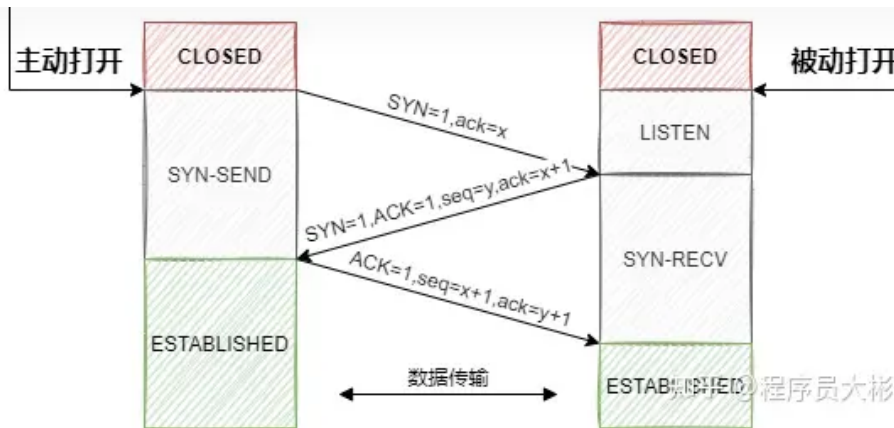 主动打开
CLOSED
CLOSED
被动打开
SYN=1,ack=x
LISTEN
SYN-SEND
SYN=1,ACK=1,seq=y,ack=x+1
SYN-RECV
ACK=1,seq=x+1,ack=y+1
ESTABLISHED
数据传输
ESTABLISHED
知乎 @程序员大彬